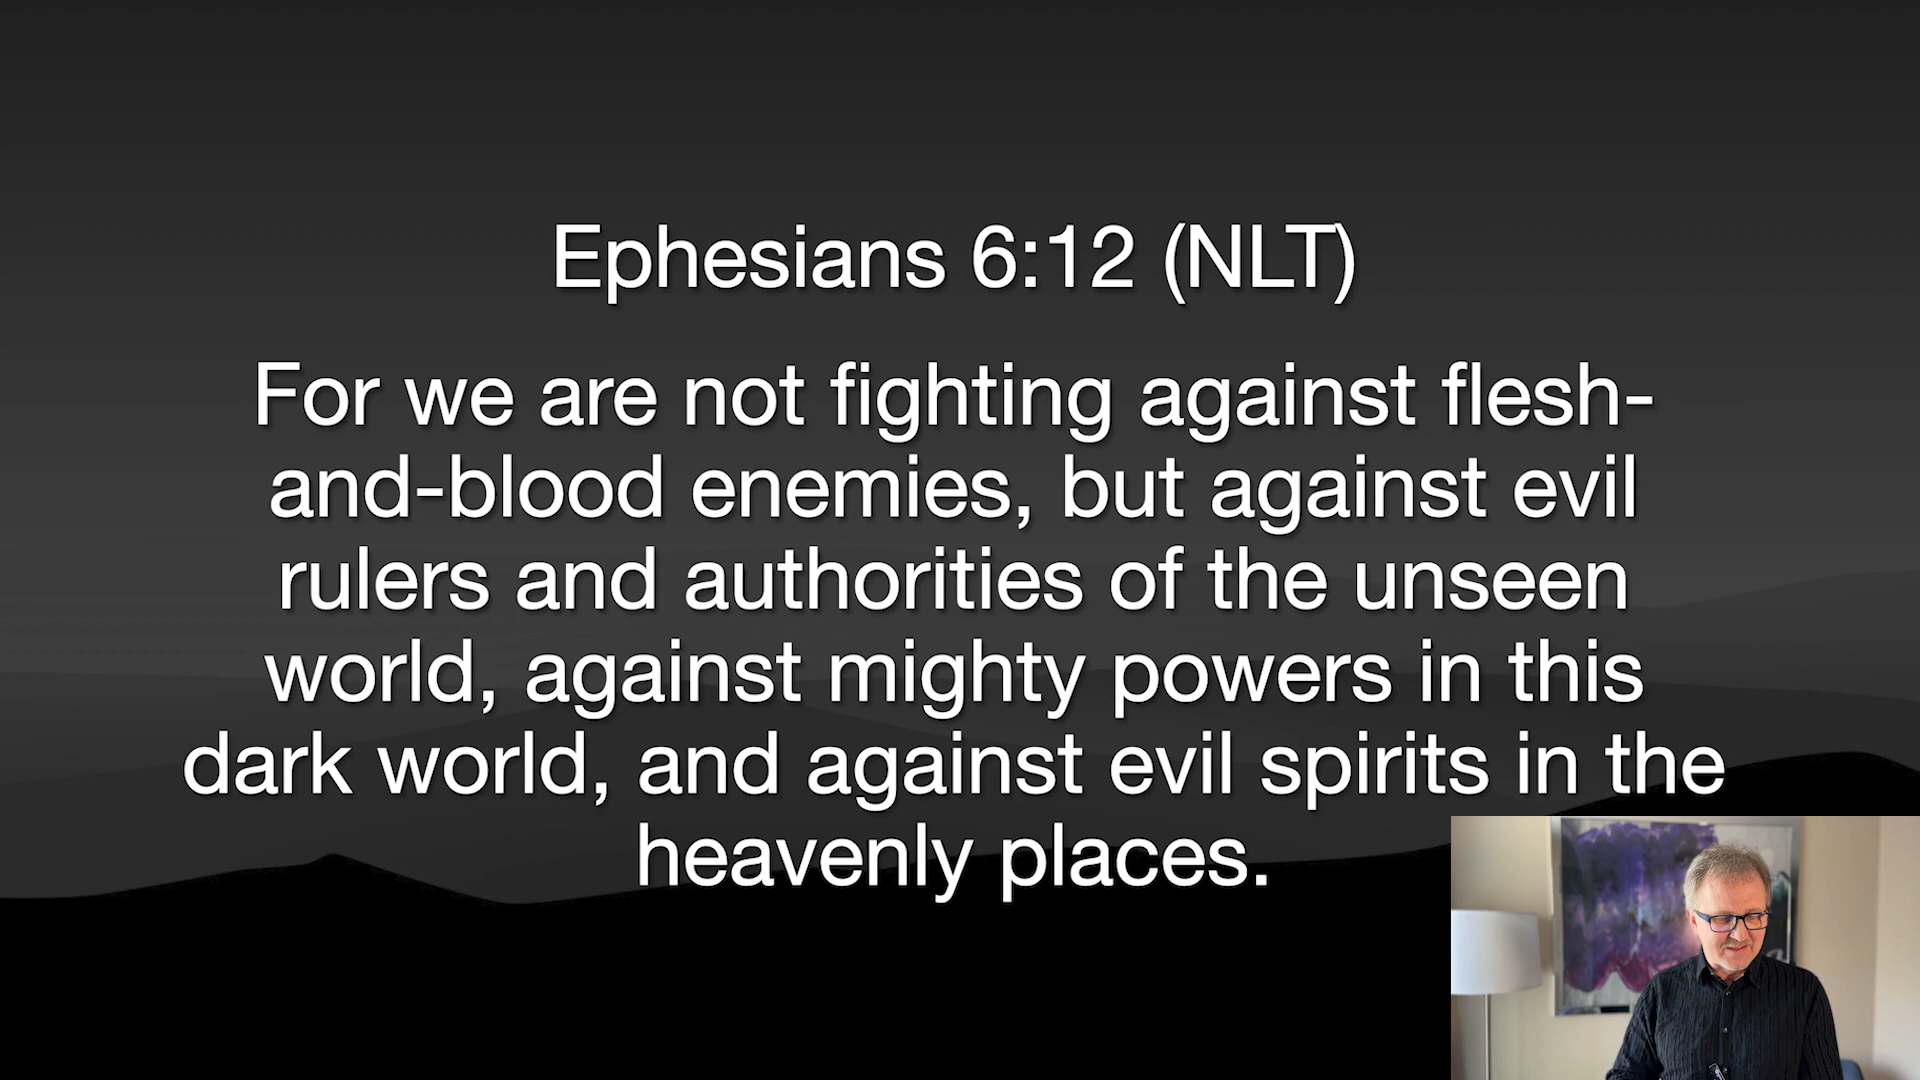 Ephesians 6:12 (NLT)
For we are not fighting against flesh-
and-blood enemies, but against evil
rulers and authorities of the unseen
world, against mighty powers in this
dark world, and against evil spirits in the
heavenly places.